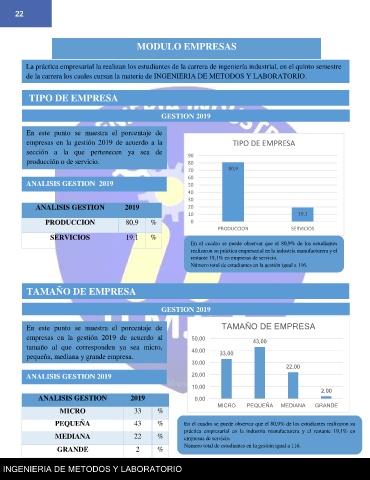 22
MODULO EMPRESAS
La práctica empresarial la realizan los estudiantes de la carrera de ingeniería industrial, en el quinto semestre
de la carrera los cuales cursan la materia de INGENIERIA DE METODOS Y LABORATORIO.
TIPO DE EMPRESA
GESTION 2019
En este punto se muestra el porcentaje de
empresas en la gestión 2019 de acuerdo a la
sección a la que pertenecen ya sea de
producción o de servicio.
ANALISIS GESTION 2019
ANALISIS GESTION 2019
PRODUCCION 80,9 %
SERVICIOS 19,1 %
TIPO DE EMPRESA
90
80
70
60
50
40
30
20
10
0
80,9
19,1
PRODUCCION SERVICIOS
En el cuadro se puede observar que el 80,9% de los estudiantes
realizaron su práctica empresarial en la industria manufacturera y el
restante 19,1% en empresas de servicio.
Número total de estudiantes en la gestión igual a 116.
TAMAÑO DE EMPRESA
GESTION 2019
En este punto se muestra el porcentaje de
empresas en la gestión 2019 de acuerdo al
tamaño al que corresponden ya sea micro,
pequeña, mediana y grande empresa.
ANALISIS GESTION 2019
ANALISIS GESTION 2019
MICRO 33 %
PEQUEÑA 43 %
MEDIANA 22 %
GRANDE 2 %
TAMAÑO DE EMPRESA
50,00
40,00
30,00
20,00
10,00
0,00
33,00
43,00
22,00
2,00
MICRO PEQUEÑA MEDIANA GRANDE
En el cuadro se puede observar que el 80,9% de los estudiantes realizaron su
práctica empresarial en la industria manufacturera y el restante 19,1% en
empresas de servicio.
Número total de estudiantes en la gestión igual a 116.
INGENIERIA DE METODOS Y LABORATORIO